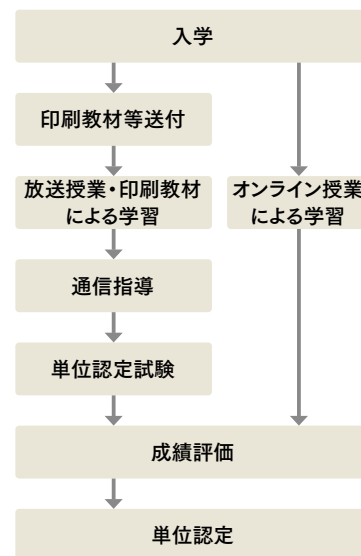 入学
印刷教材等送付
放送授業・印刷教材
による学習
オンライン授業
による学習
通信指導
単位認定試験
成績評価
単位認定